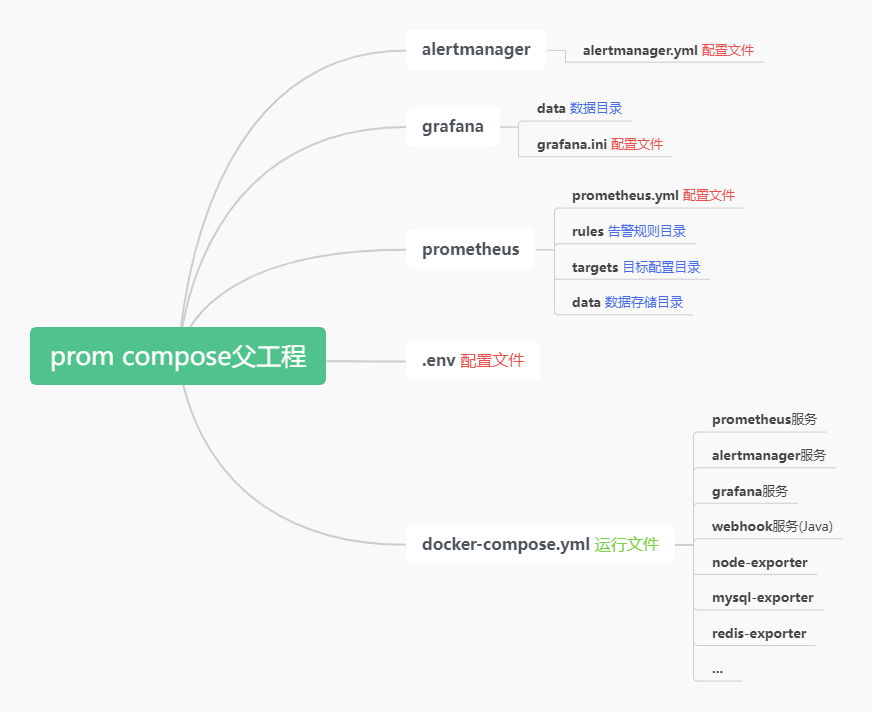 alertmanager
alertmanager.yml 配置文件
grafana
data 数据目录
grafana.ini 配置文件
prometheus
prometheus.yml 配置文件
rules 告警规则目录
targets 目标配置目录
data 数据存储目录
prom compose父工程
.env 配置文件
docker-compose.yml 运行文件
prometheus服务
alertmanager服务
grafana服务
webhook服务(Java)
node-exporter
mysql-exporter
redis-exporter
...